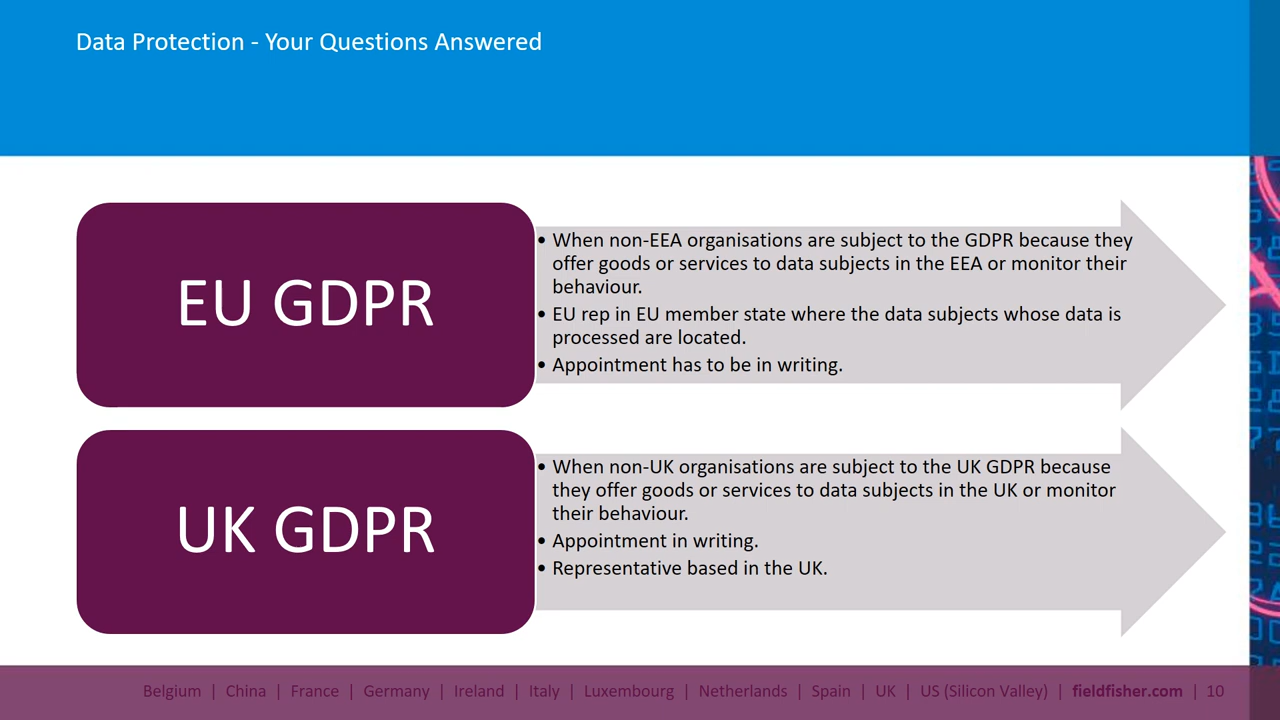 Data Protection - Your Questions Answered
EU GDPR
• When non-EEA organisations are subject to the GDPR because they
offer goods or services to data subjects in the EEA or monitor their
behaviour.
• EU rep in EU member state where the data subjects whose data is
processed are located.
• Appointment has to be in writing.
UK GDPR
• When non-UK organisations are subject to the UK GDPR because
they offer goods or services to data subjects in the UK or monitor
their behaviour.
• Appointment in writing.
• Representative based in the UK.
Belgium | China | France | Germany | Ireland | Italy | Luxembourg | Netherlands | Spain | UK | US (Silicon Valley) | fieldfisher.com | 10